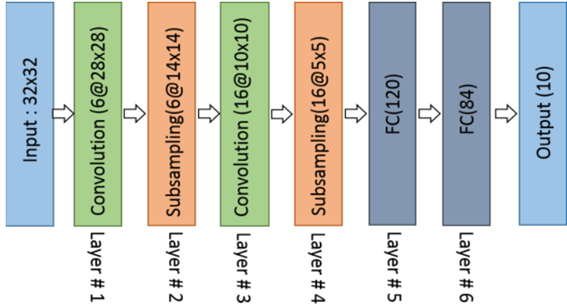 Input : 32x32
Convolution (6@28x28)
Subsampling(6@14x14)
Convolution (16@10x10)
Subsampling(16@5x5)
FC(120)
FC(84)
Output (10)
Layer # 1
Layer # 2
Layer # 3
Layer # 4
Layer # 5
Layer # 6